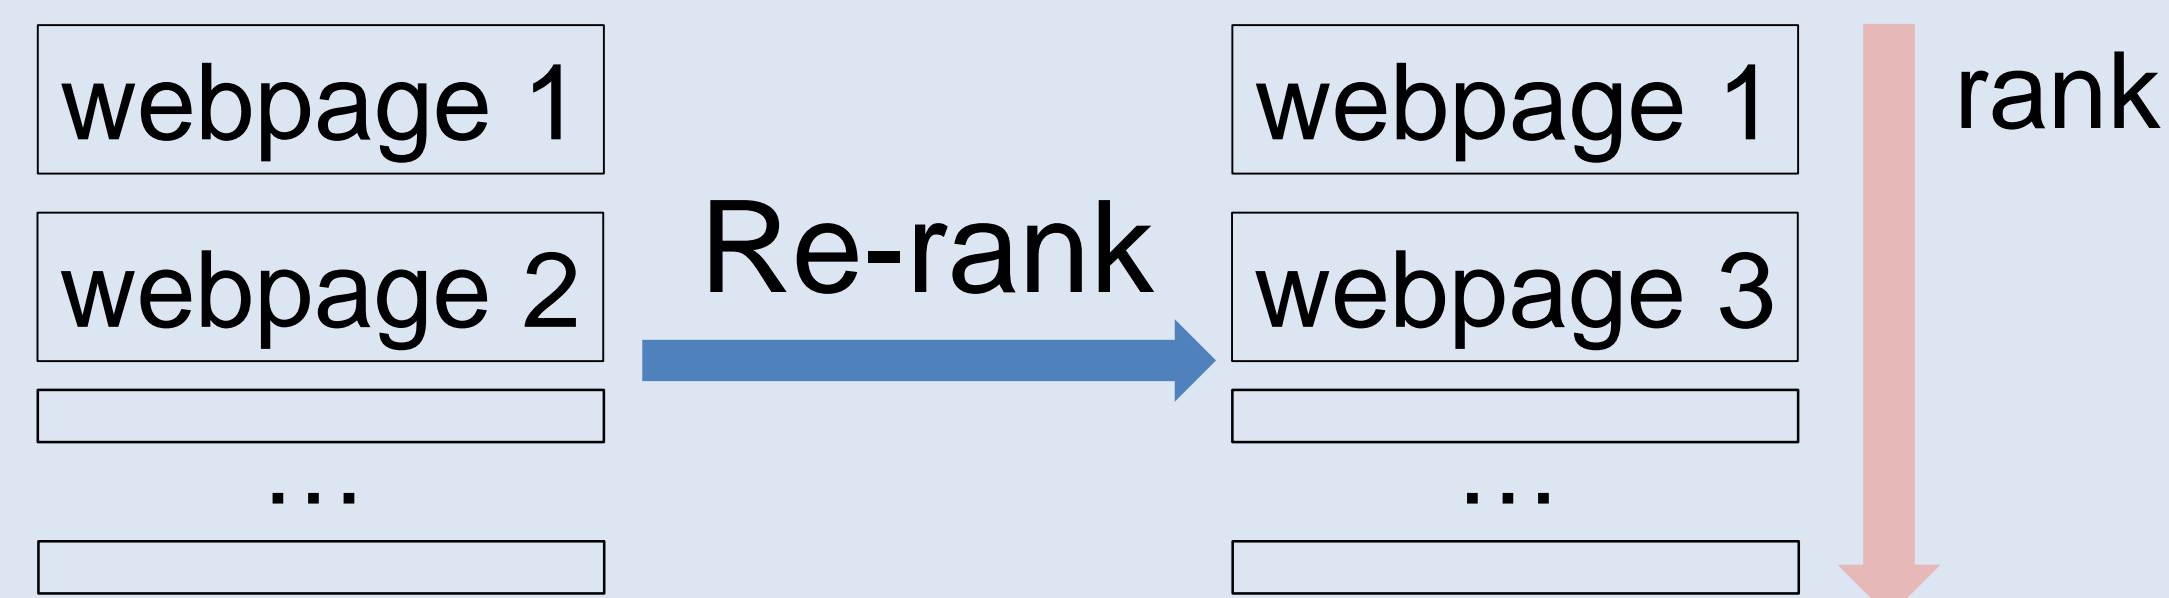 webpage 1
webpage 2
…
Re-rank
webpage 1
webpage 3
…
rank